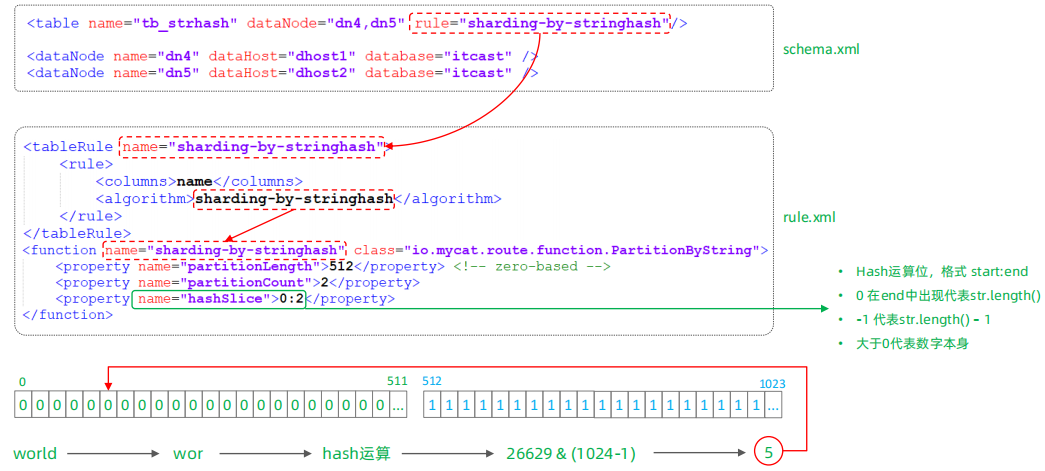 <table name="tb_strhash" dataNode="dn4,dn5" rule="sharding-by-stringhash"/>
<dataNode name="dn4" dataHost="dhost1" database="itcast" />
<dataNode name="dn5" dataHost="dhost2" database="itcast" />
schema.xml
<tableRule name="sharding-by-stringhash"
<rule>
<columns>name</columns>
<algorithm>sharding-by-stringhash</algorithm>
</rule>
</tableRule>
<function name="sharding-by-stringhash" class="io.mycat.route.function.PartitionByString">
<property name="partitionLength">512</property> <!-- zero-based -->
<property name="partitionCount">2</property>
<property name="hashSlice">0:2</property>
</function>
rule.xml
• Hash运算位，格式 start:end
• 0 在end中出现代表str.length()
• -1 代表str.length() - 1
• 大于0代表数字本身
0 511 512 1023
0 0 0 0 0 0 0 0 0 0 0 0 0 0 0 0 0 0 0 0 0 0 ... 1 1 1 1 1 1 1 1 1 1 1 1 1 1 1 1 1 1 1 1 ...
world wor hash运算 26629 & (1024-1) 5